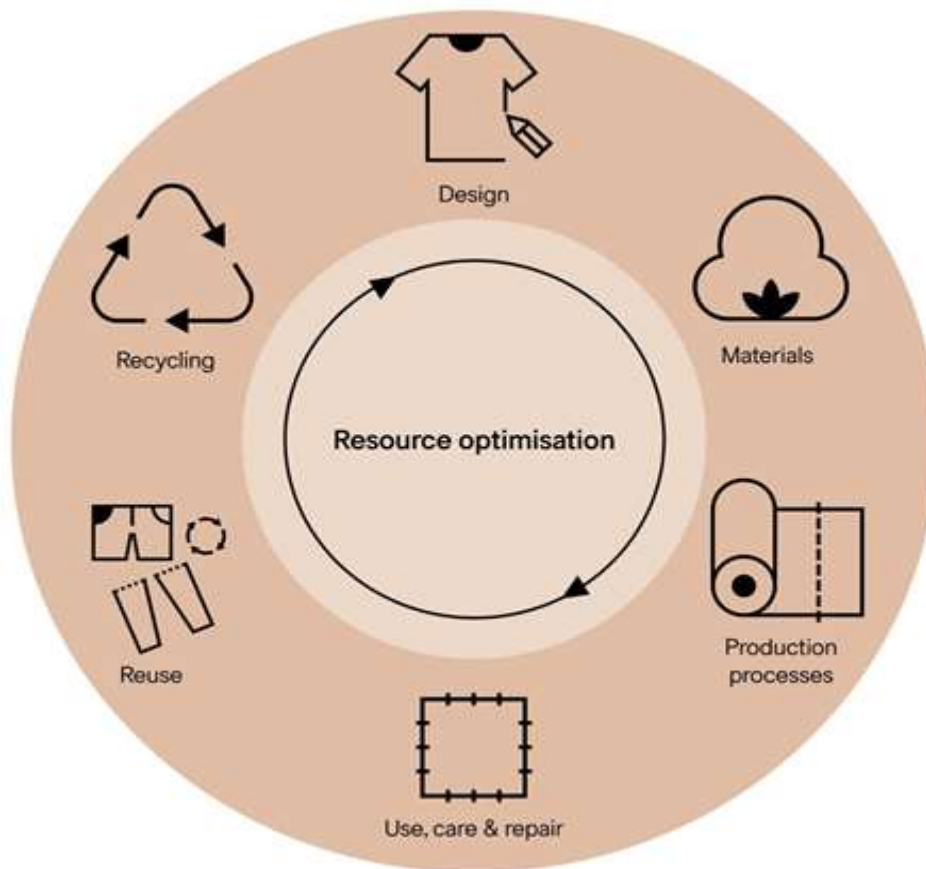 Design
Materials
Production
processes
Use, care & repair
Reuse
Recycling
Resource optimisation